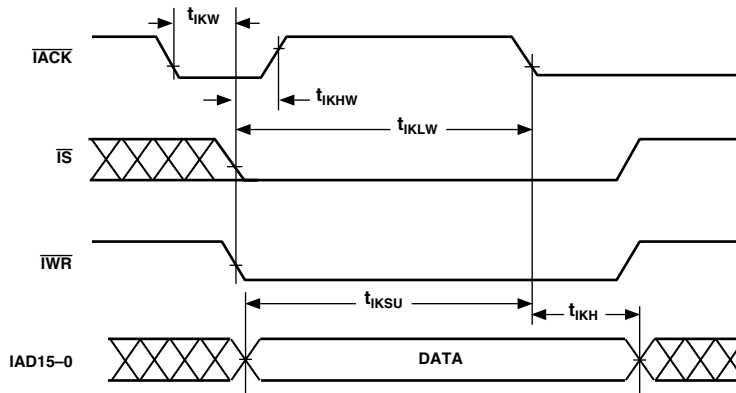 tIKW
IACK
tIKHW
tIKLW
IS
IWR
tIKSU
tIKH
IAD15–0
DATA